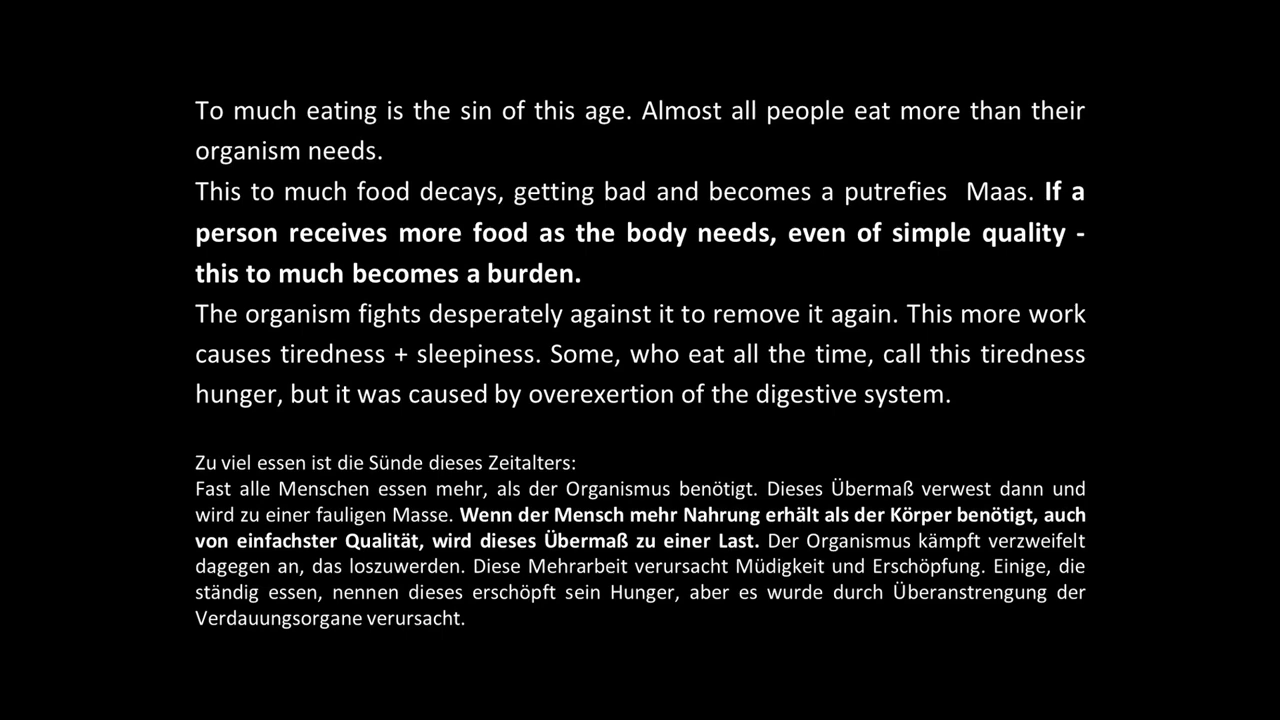 To much eating is the sin of this age. Almost all people eat more than their
organism needs.
This to much food decays, getting bad and becomes a putrefies  Maas. If a
person receives more food as the body needs, even of simple quality -
this to much becomes a burden.
The organism fights desperately against it to remove it again. This more work
causes tiredness + sleepiness. Some, who eat all the time, call this tiredness
hunger, but it was caused by overexertion of the digestive system.
Zu viel essen ist die Sünde dieses Zeitalters:
Fast alle Menschen essen mehr, als der Organismus benötigt. Dieses Übermaß verwest dann und
wird zu einer fauligen Masse. Wenn der Mensch mehr Nahrung erhält als der Körper benötigt, auch
von einfachster Qualität, wird dieses Übermaß zu einer Last. Der Organismus kämpft verzweifelt
dagegen an, das loszuwerden. Diese Mehrarbeit verursacht Müdigkeit und Erschöpfung. Einige, die
ständig essen, nennen dieses erschöpft sein Hunger, aber es wurde durch Überanstrengung der
Verdauungsorgane verursacht.